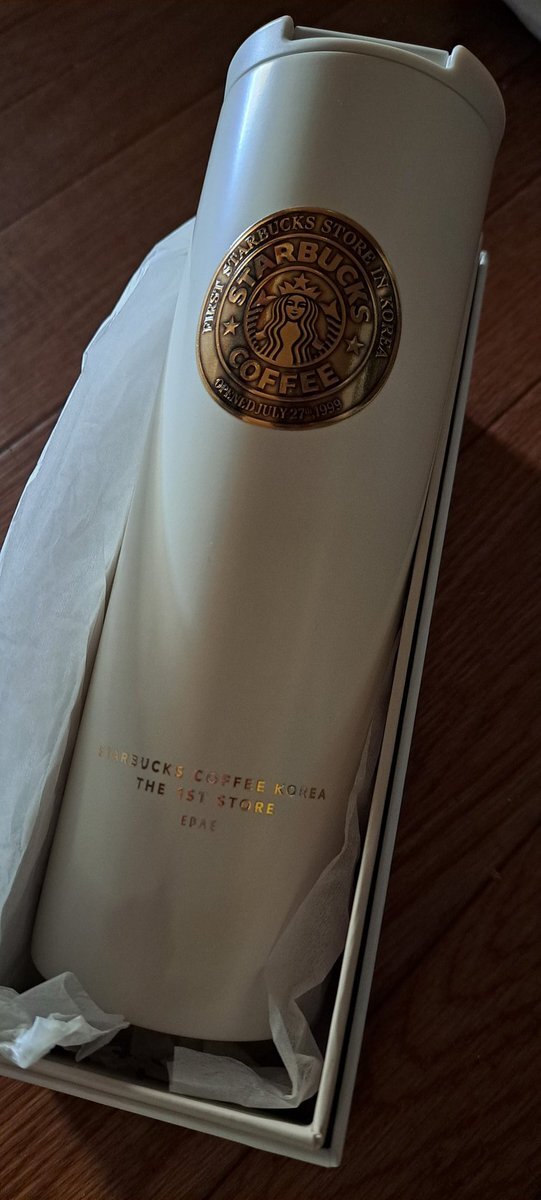 FIRST STARBUCKS STORE IN KOREA
STARBUCKS
COFFEE
OPENED JULY 27th, 1999
STARBUCKS COFFEE KOREA
THE 1ST STORE
EDAE